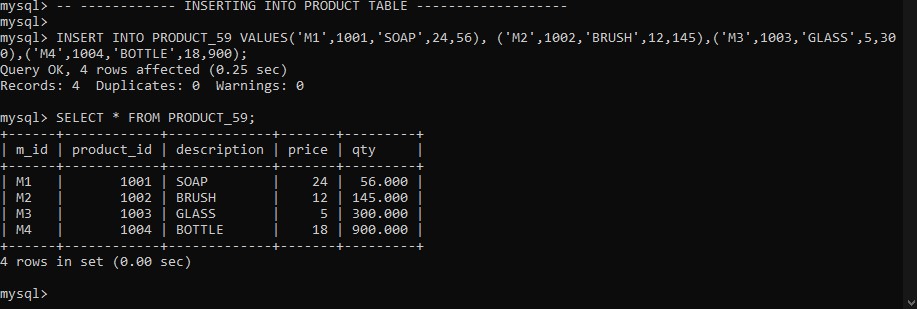 mysql> -- ------------ INSERTING INTO PRODUCT TABLE ------------------
mysql>
mysql> INSERT INTO PRODUCT_59 VALUES('M1',1001,'SOAP',24,56), ('M2',1002,'BRUSH',12,145),('M3',1003,'GLASS',5,30
0),('M4',1004,'BOTTLE',18,900);
Query OK, 4 rows affected (0.25 sec)
Records: 4  Duplicates: 0  Warnings: 0

mysql> SELECT * FROM PRODUCT_59;
+------+------------+-------------+-------+---------+
| m_id | product_id | description | price | qty     |
+------+------------+-------------+-------+---------+
| M1   |       1001 | SOAP        |    24 |  56.000 |
| M2   |       1002 | BRUSH       |    12 | 145.000 |
| M3   |       1003 | GLASS       |     5 | 300.000 |
| M4   |       1004 | BOTTLE      |    18 | 900.000 |
+------+------------+-------------+-------+---------+
4 rows in set (0.00 sec)

mysql>